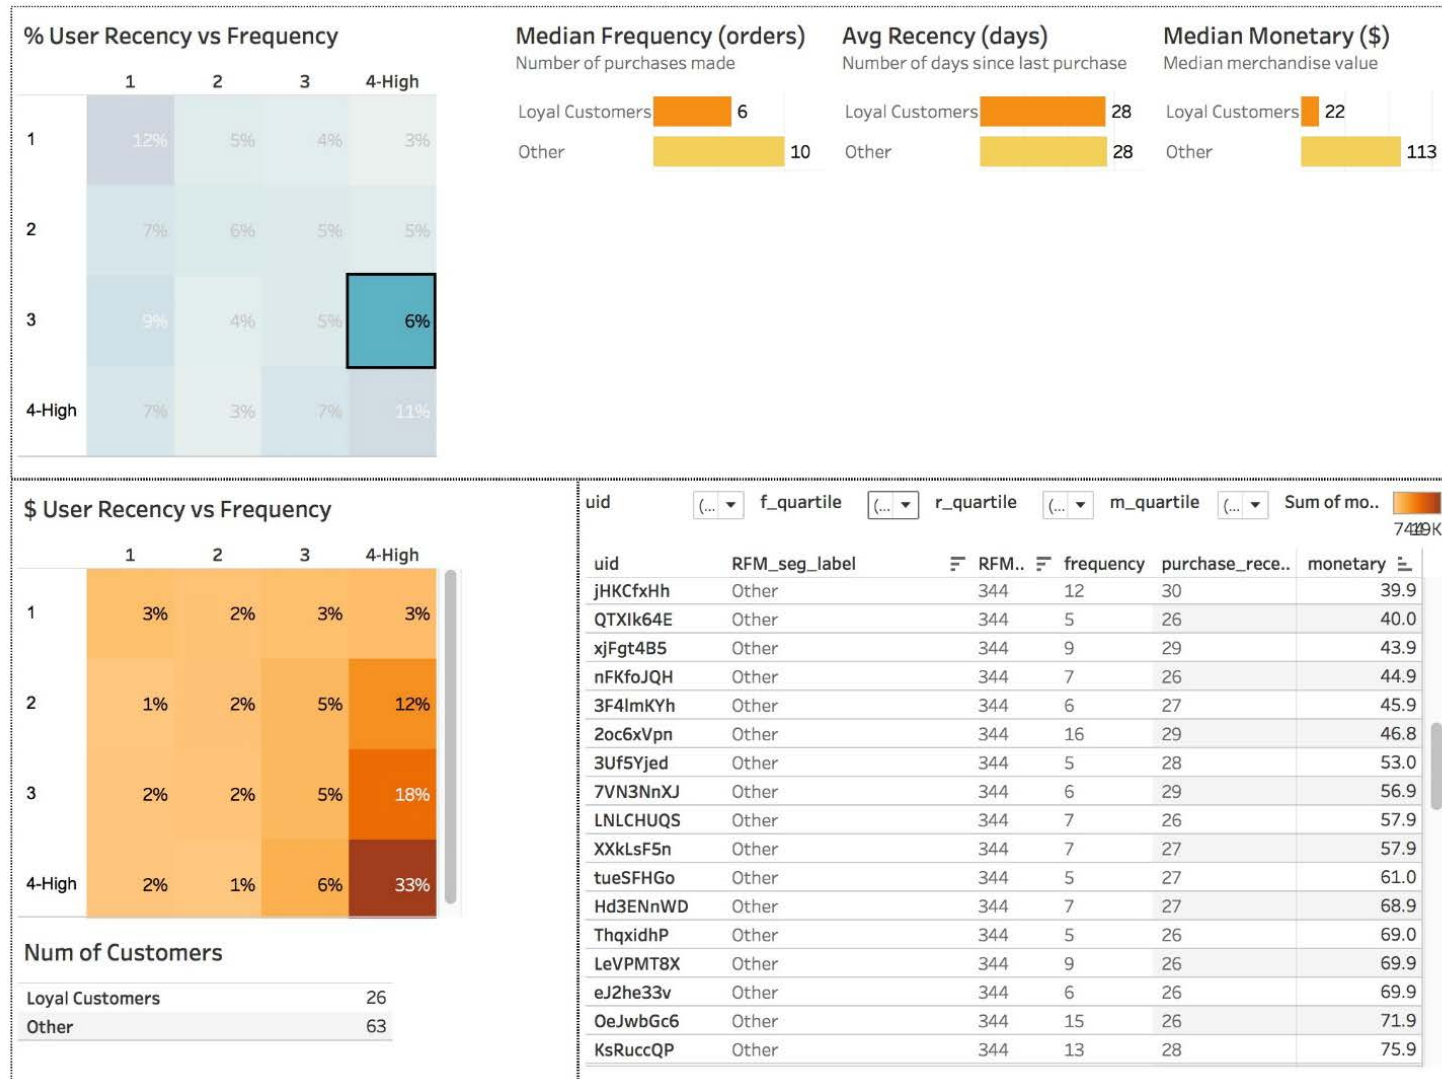 % User Recency vs Frequency
1 2 3 4-High
1 12% 5% 4% 3%
2 7% 6% 5% 5%
3 9% 4% 5% 6%
4-High 7% 3% 7% 11%
Median Frequency (orders)
Number of purchases made
Loyal Customers 6
Other 10
Avg Recency (days)
Number of days since last purchase
Loyal Customers 28
Other 28
Median Monetary ($)
Median merchandise value
Loyal Customers 22
Other 113
$ User Recency vs Frequency
1 2 3 4-High
1 3% 2% 3% 3%
2 1% 2% 5% 12%
3 2% 2% 5% 18%
4-High 2% 1% 6% 33%
Num of Customers
Loyal Customers 26
Other 63
uid (... f_quartile (... r_quartile (... m_quartile (... Sum of mo..
uid RFM_seg_label RFM.. frequency purchase_rece.. monetary
jHKCfxHh Other 344 12 30 39.9
QTXIk64E Other 344 5 26 40.0
xjFgt4B5 Other 344 9 29 43.9
nFKfoJQH Other 344 7 26 44.9
3F4lmKYh Other 344 6 27 45.9
2oc6xVpn Other 344 16 29 46.8
3Uf5Yjed Other 344 5 28 53.0
7VN3NnXJ Other 344 6 29 56.9
LNLCHUQS Other 344 7 26 57.9
XXkLsF5n Other 344 7 27 57.9
tueSFHGo Other 344 5 27 61.0
Hd3ENnWD Other 344 7 27 68.9
ThqxidhP Other 344 5 26 69.0
LeVPMT8X Other 344 9 26 69.9
eJ2he33v Other 344 6 26 69.9
OeJwbGc6 Other 344 15 26 71.9
KsRuccQP Other 344 13 28 75.9